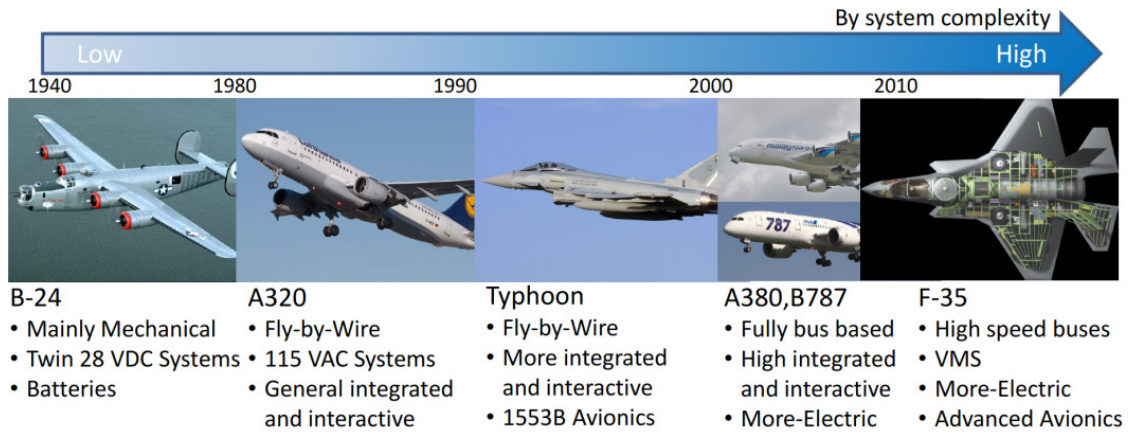 By system complexity
Low
High
1940
1980
1990
2000
2010
787
B-24
• Mainly Mechanical
• Twin 28 VDC Systems
• Batteries
A320
• Fly-by-Wire
• 115 VAC Systems
• General integrated
and interactive
Typhoon
• Fly-by-Wire
• More integrated
and interactive
• 1553B Avionics
A380,B787
• Fully bus based
• High integrated
and interactive
• More-Electric
F-35
• High speed buses
• VMS
• More-Electric
• Advanced Avionics